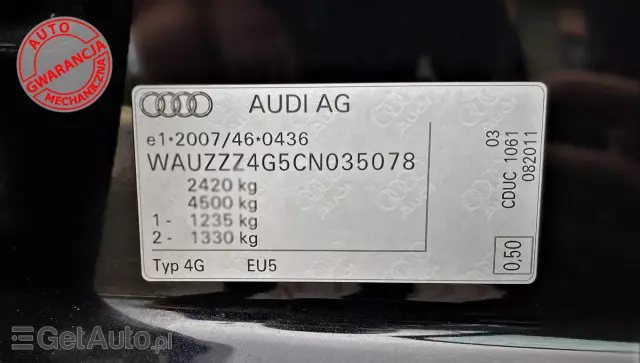 AUTO
GWARANCJA
MECHANICZNA
AUDI AG
e1*2007/46*0436
WAUZZZ4G5CN035078
2420 kg
4500 kg
1 - 1235 kg
2 - 1330 kg
Typ 4G EU5
03
CDUC 1061
082011
0,50
GetAuto.pl